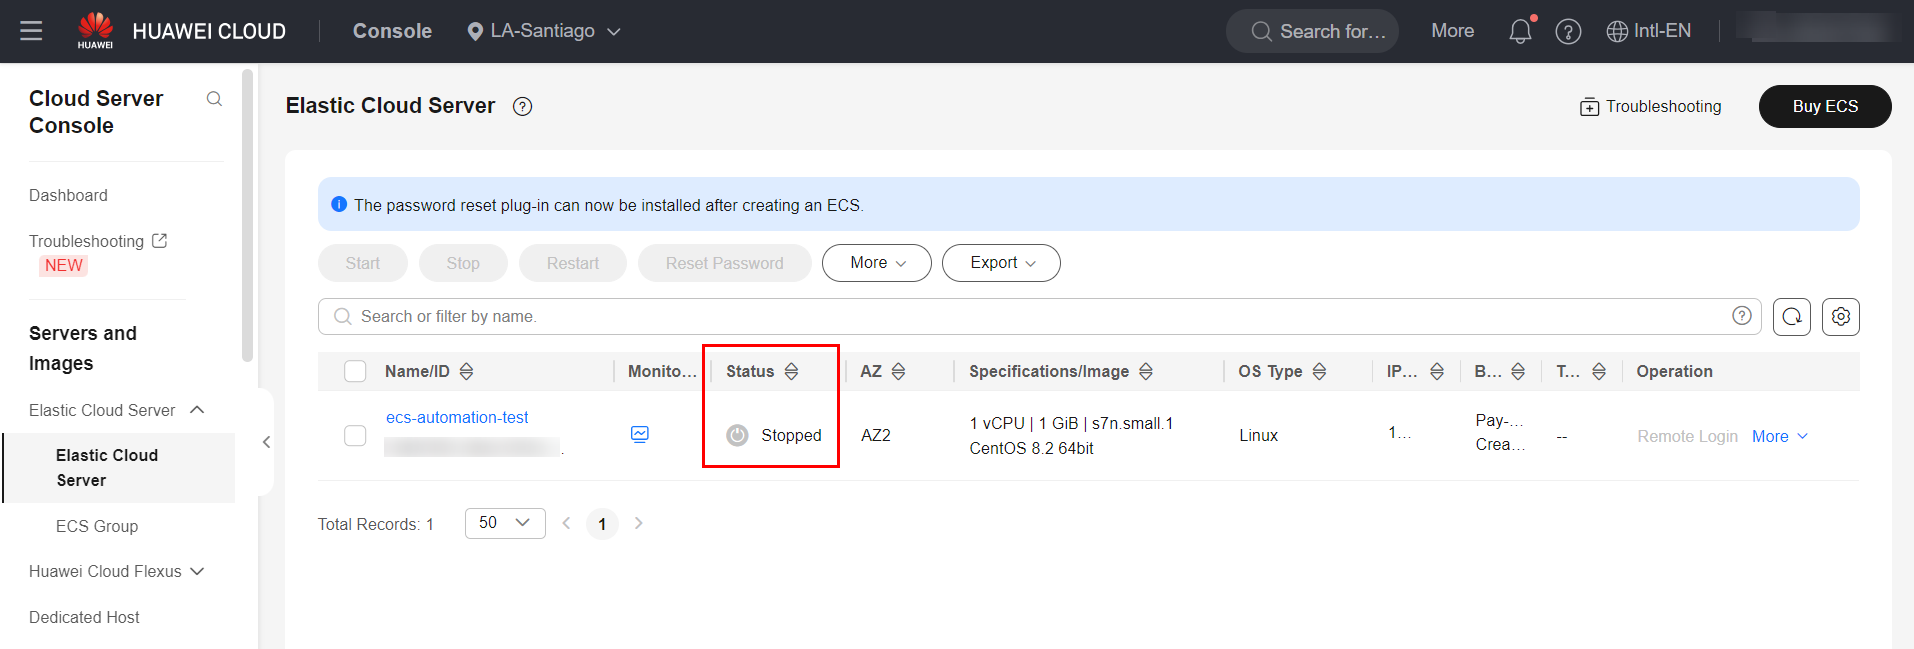 HUAWEI
HUAWEI CLOUD
Console
LA-Santiago
Search for...
More
Intl-EN
Cloud Server
Console
Dashboard
Troubleshooting
NEW
Servers and
Images
Elastic Cloud Server
Elastic Cloud
Server
ECS Group
Huawei Cloud Flexus
Dedicated Host
Elastic Cloud Server
Troubleshooting
Buy ECS
The password reset plug-in can now be installed after creating an ECS.
Start
Stop
Restart
Reset Password
More
Export
Search or filter by name.
Name/ID
Monito...
Status
AZ
Specifications/Image
OS Type
IP...
B...
T...
Operation
ecs-automation-test
Stopped
AZ2
1 vCPU | 1 GiB | s7n.small.1
CentOS 8.2 64bit
Linux
1...
Pay-...
Crea...
--
Remote Login
More
Total Records: 1
50
1